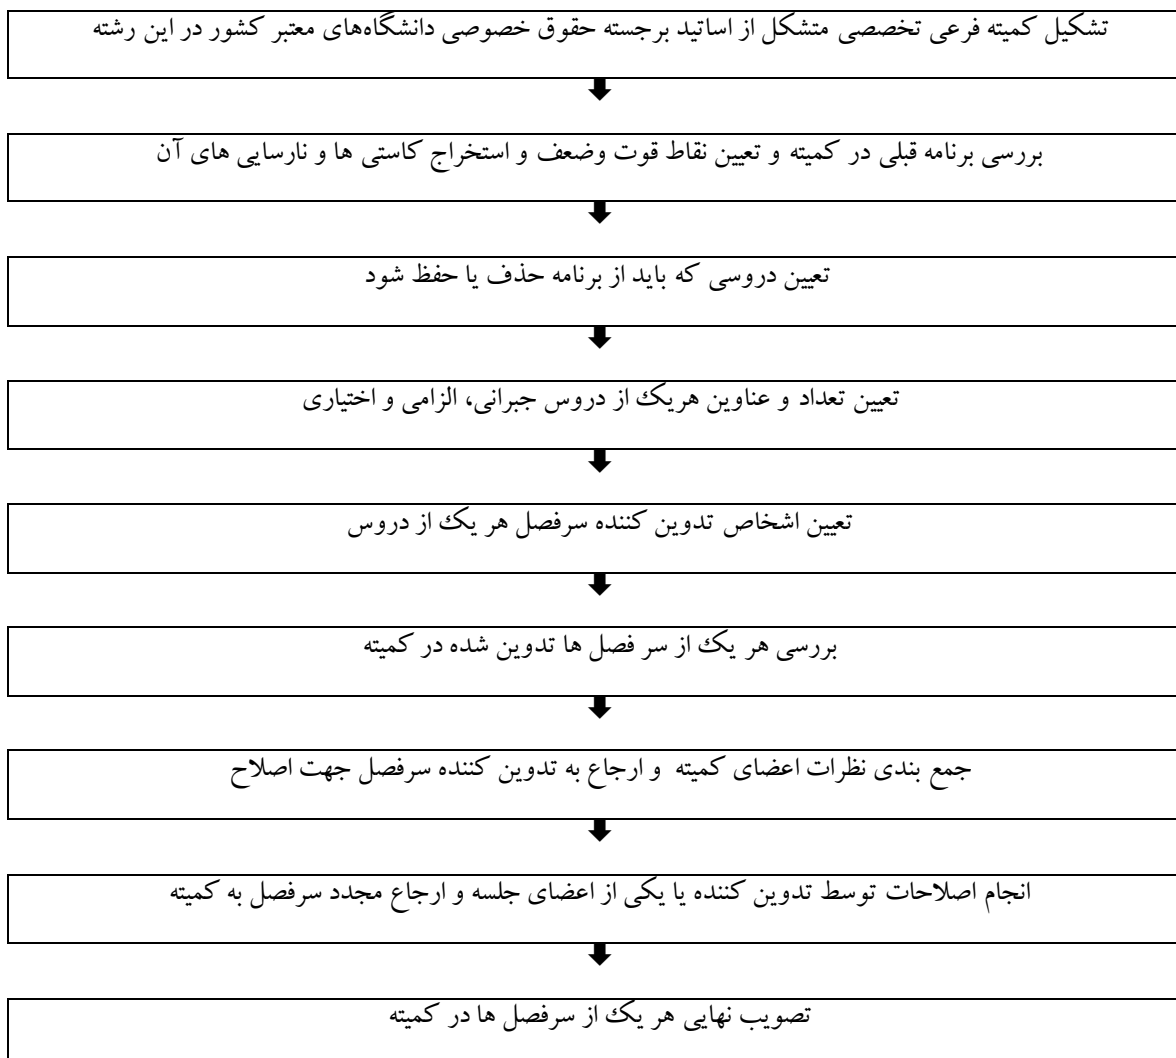 تشکیل کمیته فرعی تخصصی متشکل از اساتید برجسته حقوق خصوصی دانشگاه‌های معتبر کشور در این رشته
بررسی برنامه قبلی در کمیته و تعیین نقاط قوت وضعف و استخراج کاستی ها و نارسایی های آن
تعیین دروسی که باید از برنامه حذف یا حفظ شود
تعیین تعداد و عناوین هریک از دروس جبرانی، الزامی و اختیاری
تعیین اشخاص تدوین کننده سرفصل هر یک از دروس
بررسی هر یک از سر فصل ها تدوین شده در کمیته
جمع بندی نظرات اعضای کمیته و ارجاع به تدوین کننده سرفصل جهت اصلاح
انجام اصلاحات توسط تدوین کننده یا یکی از اعضای جلسه و ارجاع مجدد سرفصل به کمیته
تصویب نهایی هر یک از سرفصل ها در کمیته